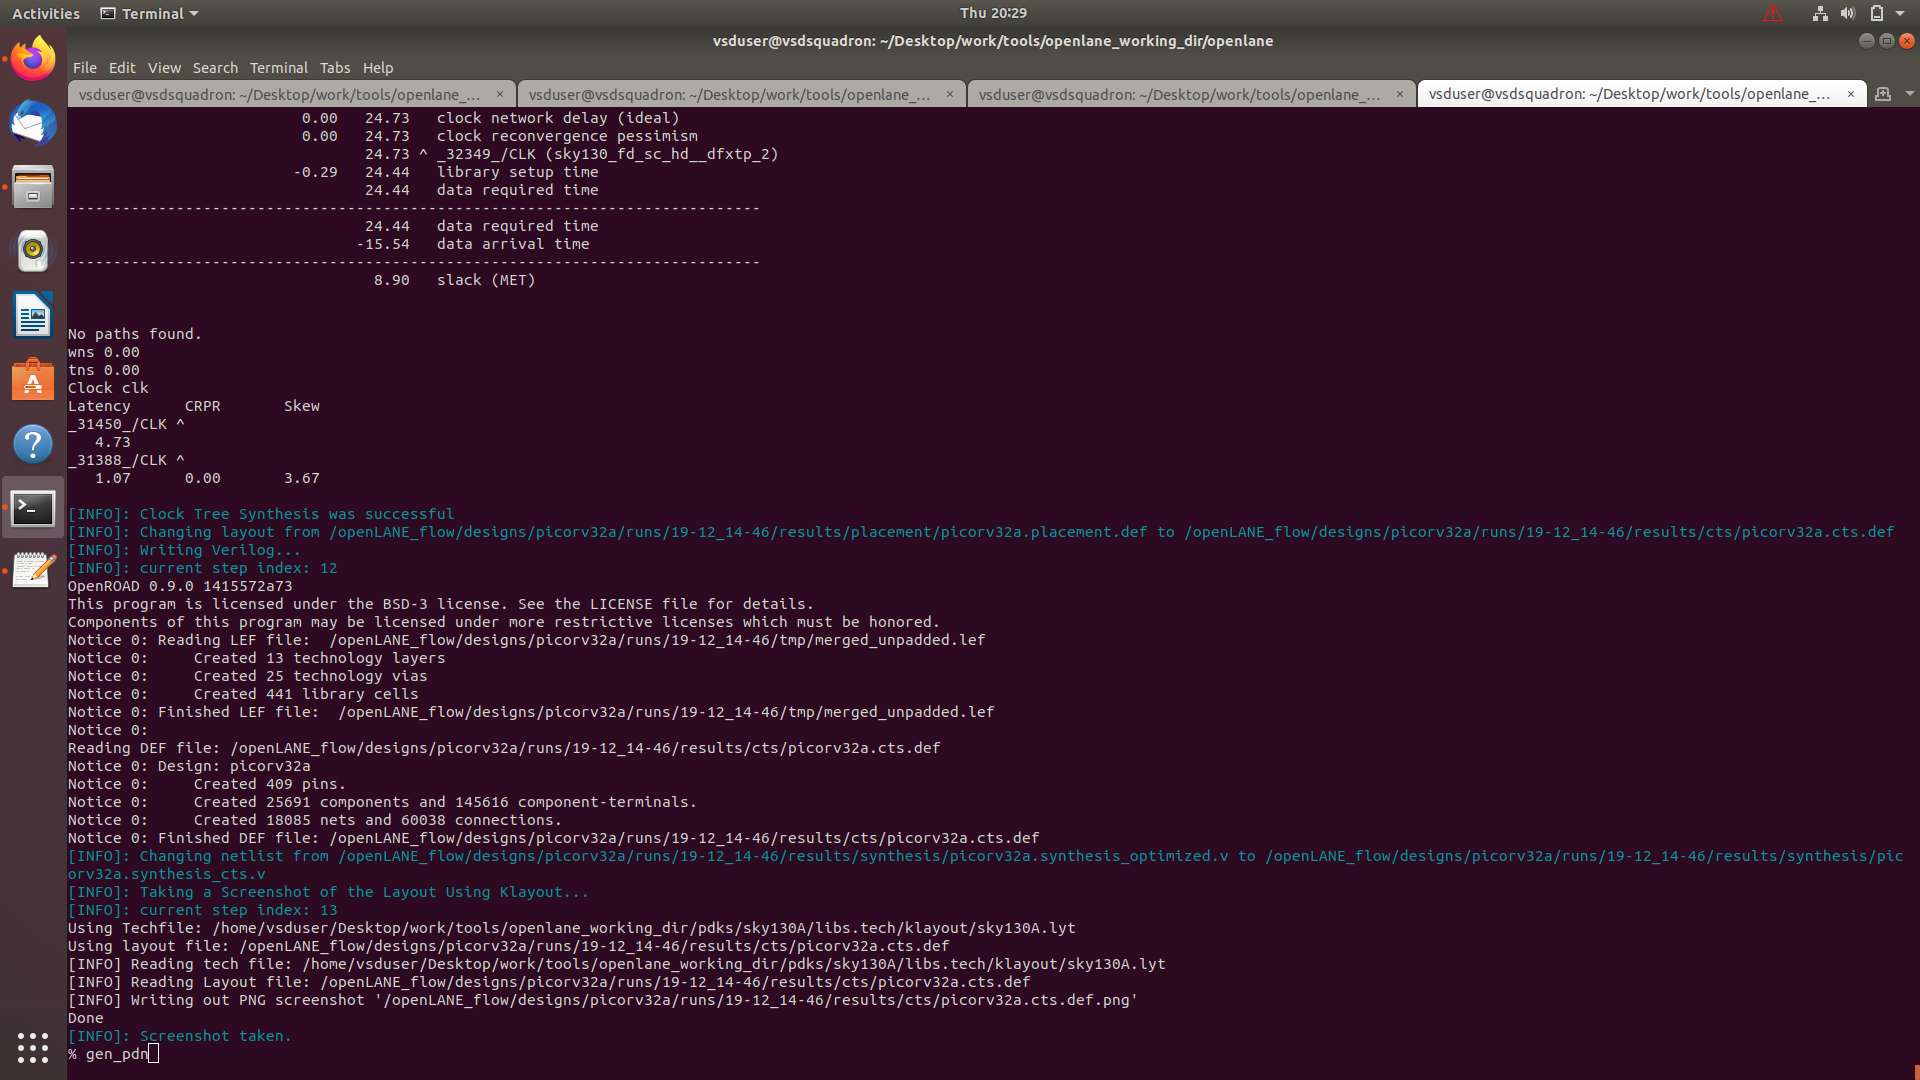 Activities Terminal Thu 20:29
vsduser@vsdsquadron: ~/Desktop/work/tools/openlane_working_dir/openlane
File Edit View Search Terminal Tabs Help
vsduser@vsdsquadron: ~/Desktop/work/tools/openlane_... × vsduser@vsdsquadron: ~/Desktop/work/tools/openlane_... × vsduser@vsdsquadron: ~/Desktop/work/tools/openlane_... × vsduser@vsdsquadron: ~/Desktop/work/tools/openlane_... ×
0.00 24.73 clock network delay (ideal)
0.00 24.73 clock reconvergence pessimism
24.73 ^ _32349_/CLK (sky130_fd_sc_hd__dfxtp_2)
-0.29 24.44 library setup time
24.44 data required time
-----------------------------------------------------------------------------
24.44 data required time
-15.54 data arrival time
-----------------------------------------------------------------------------
8.90 slack (MET)
No paths found.
wns 0.00
tns 0.00
Clock clk
Latency CRPR Skew
_31450_/CLK ^
4.73
_31388_/CLK ^
1.07 0.00 3.67
[INFO]: Clock Tree Synthesis was successful
[INFO]: Changing layout from /openLANE_flow/designs/picorv32a/runs/19-12_14-46/results/placement/picorv32a.placement.def to /openLANE_flow/designs/picorv32a/runs/19-12_14-46/results/cts/picorv32a.cts.def
[INFO]: Writing Verilog...
[INFO]: current step index: 12
OpenROAD 0.9.0 1415572a73
This program is licensed under the BSD-3 license. See the LICENSE file for details.
Components of this program may be licensed under more restrictive licenses which must be honored.
Notice 0: Reading LEF file: /openLANE_flow/designs/picorv32a/runs/19-12_14-46/tmp/merged_unpadded.lef
Notice 0: Created 13 technology layers
Notice 0: Created 25 technology vias
Notice 0: Created 441 library cells
Notice 0: Finished LEF file: /openLANE_flow/designs/picorv32a/runs/19-12_14-46/tmp/merged_unpadded.lef
Notice 0:
Reading DEF file: /openLANE_flow/designs/picorv32a/runs/19-12_14-46/results/cts/picorv32a.cts.def
Notice 0: Design: picorv32a
Notice 0: Created 409 pins.
Notice 0: Created 25691 components and 145616 component-terminals.
Notice 0: Created 18085 nets and 60038 connections.
Notice 0: Finished DEF file: /openLANE_flow/designs/picorv32a/runs/19-12_14-46/results/cts/picorv32a.cts.def
[INFO]: Changing netlist from /openLANE_flow/designs/picorv32a/runs/19-12_14-46/results/synthesis/picorv32a.synthesis_optimized.v to /openLANE_flow/designs/picorv32a/runs/19-12_14-46/results/synthesis/pic
orv32a.synthesis_cts.v
[INFO]: Taking a Screenshot of the Layout Using Klayout...
[INFO]: current step index: 13
Using Techfile: /home/vsduser/Desktop/work/tools/openlane_working_dir/pdks/sky130A/libs.tech/klayout/sky130A.lyt
Using layout file: /openLANE_flow/designs/picorv32a/runs/19-12_14-46/results/cts/picorv32a.cts.def
[INFO] Reading tech file: /home/vsduser/Desktop/work/tools/openlane_working_dir/pdks/sky130A/libs.tech/klayout/sky130A.lyt
[INFO] Reading Layout file: /openLANE_flow/designs/picorv32a/runs/19-12_14-46/results/cts/picorv32a.cts.def
[INFO] Writing out PNG screenshot '/openLANE_flow/designs/picorv32a/runs/19-12_14-46/results/cts/picorv32a.cts.def.png'
Done
[INFO]: Screenshot taken.
% gen_pdn